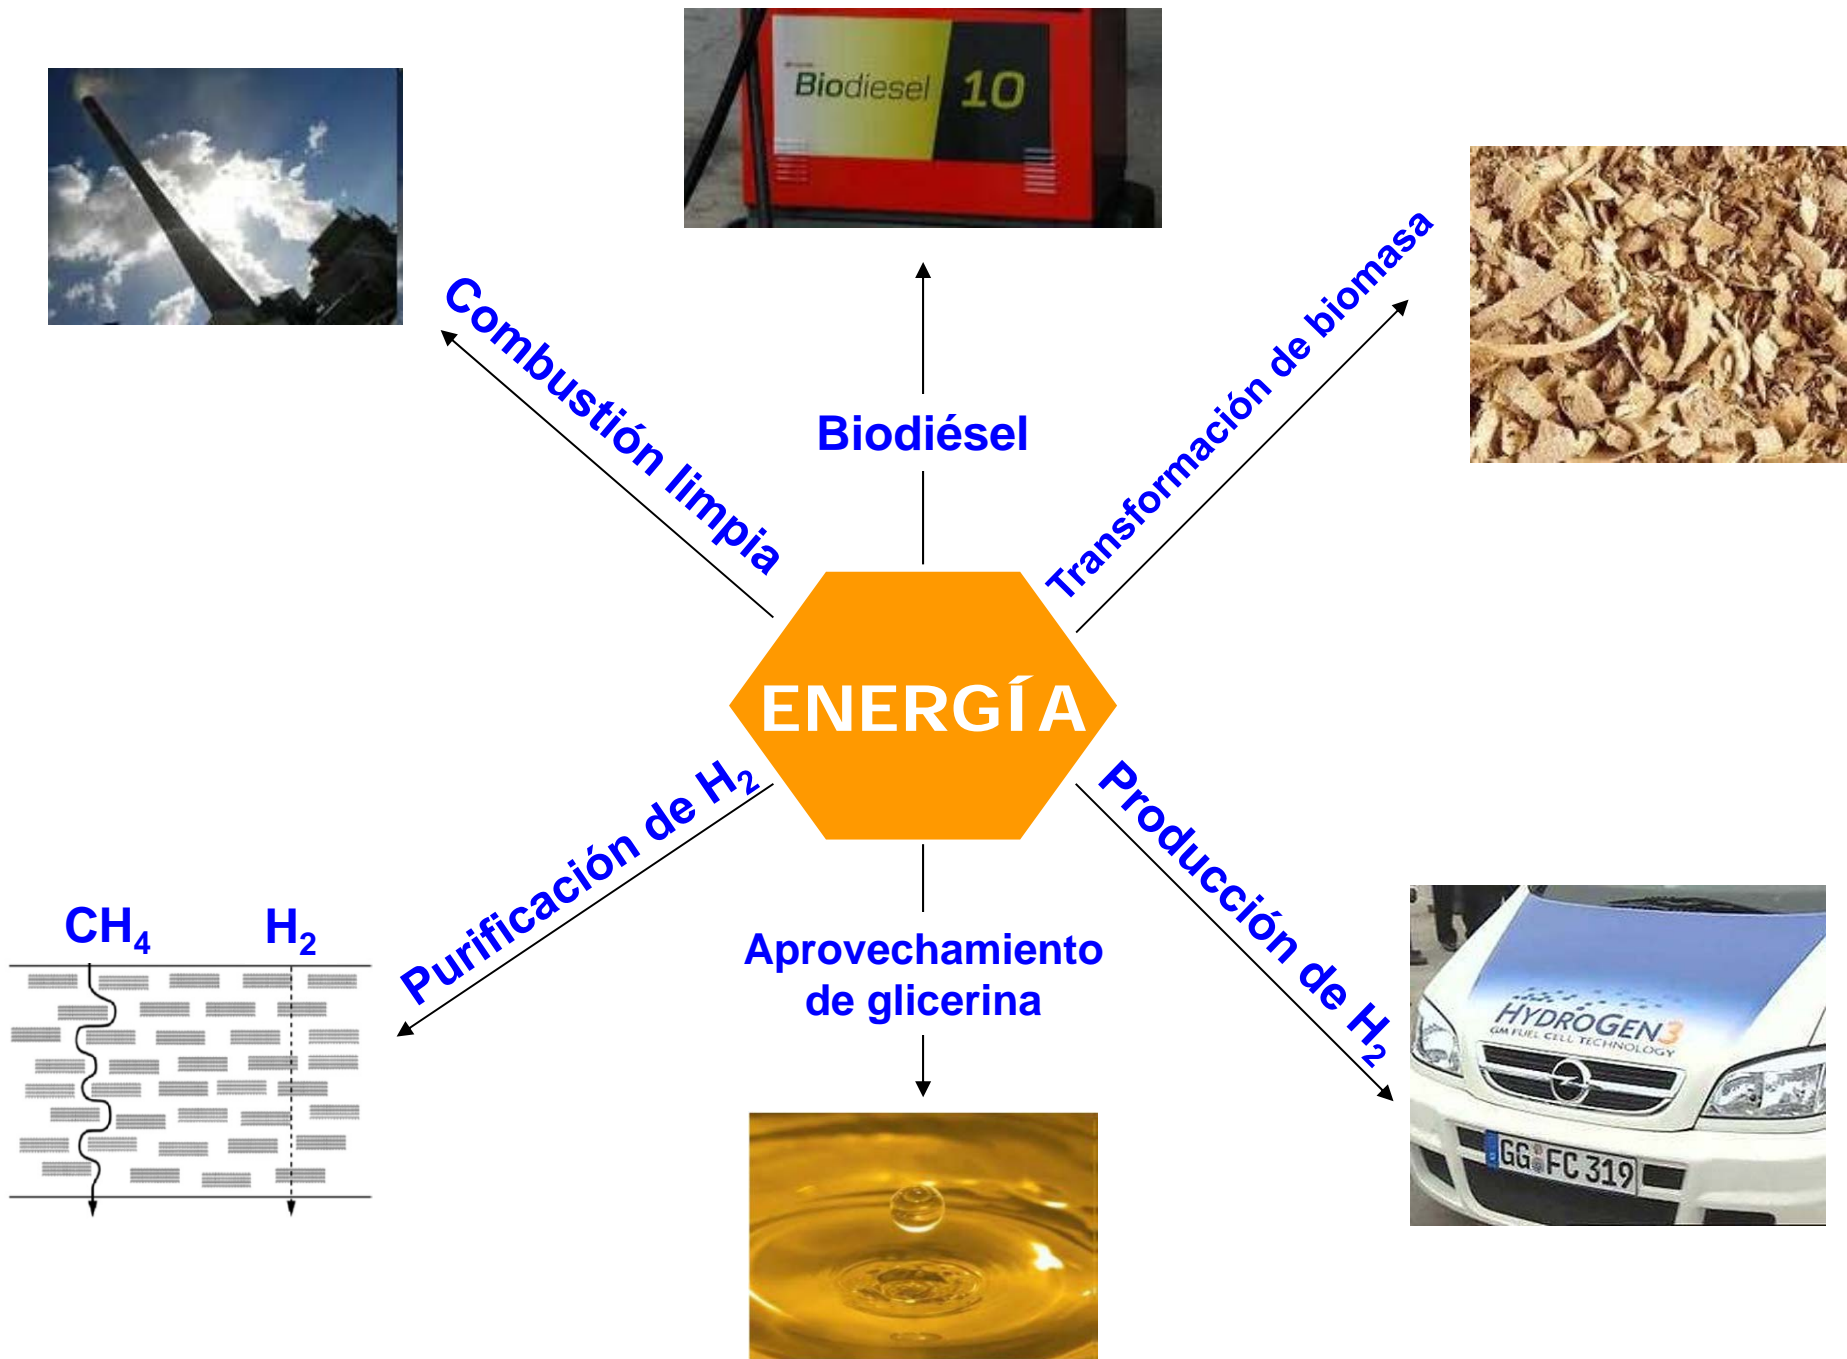 Biodiesel 10
Combustión limpia
Biodiésel
Transformación de biomasa
ENERGÍA
Purificación de H₂
Producción de H₂
CH₄ H₂
Aprovechamiento
de glicerina
HYDROGEN3
GM FUEL CELL TECHNOLOGY
GG FC 319